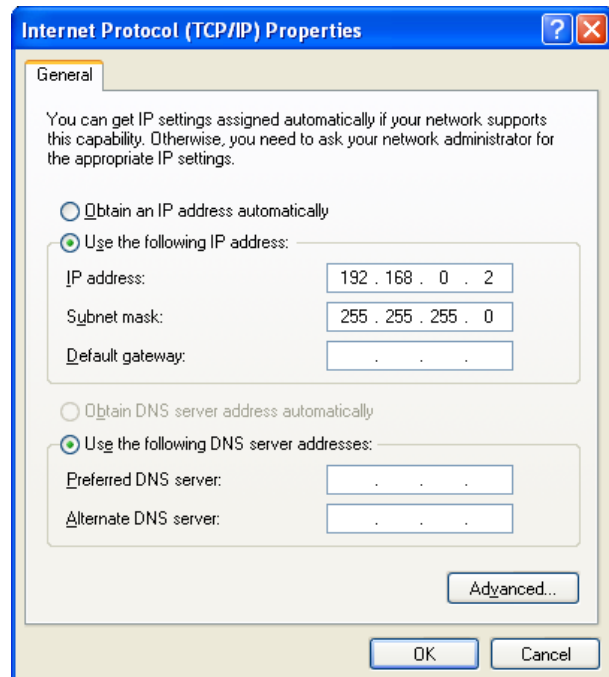 Internet Protocol (TCP/IP) Properties
General
You can get IP settings assigned automatically if your network supports
this capability. Otherwise, you need to ask your network administrator for
the appropriate IP settings.
Obtain an IP address automatically
Use the following IP address:
IP address: 192 . 168 . 0 . 2
Subnet mask: 255 . 255 . 255 . 0
Default gateway: . . .
Obtain DNS server address automatically
Use the following DNS server addresses:
Preferred DNS server: . . .
Alternate DNS server: . . .
Advanced...
OK Cancel